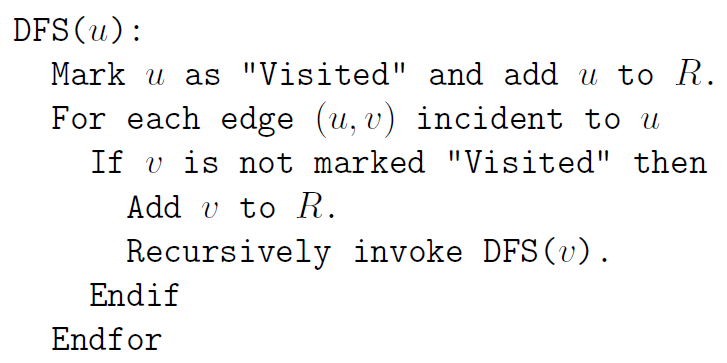 DFS(u):
Mark u as "Visited" and add u to R.
For each edge (u, v) incident to u
If v is not marked "Visited" then
Add v to R.
Recursively invoke DFS(v).
Endif
Endfor